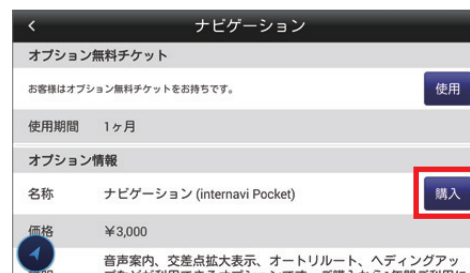 ナビゲーション
オプション無料チケット
お客様はオプション無料チケットをお持ちです。
使用
使用期間 1ヶ月
オプション情報
名称 ナビゲーション (internavi Pocket)
購入
価格 ¥3,000
音声案内、交差点拡大表示、オートリルート、ヘディングアッ